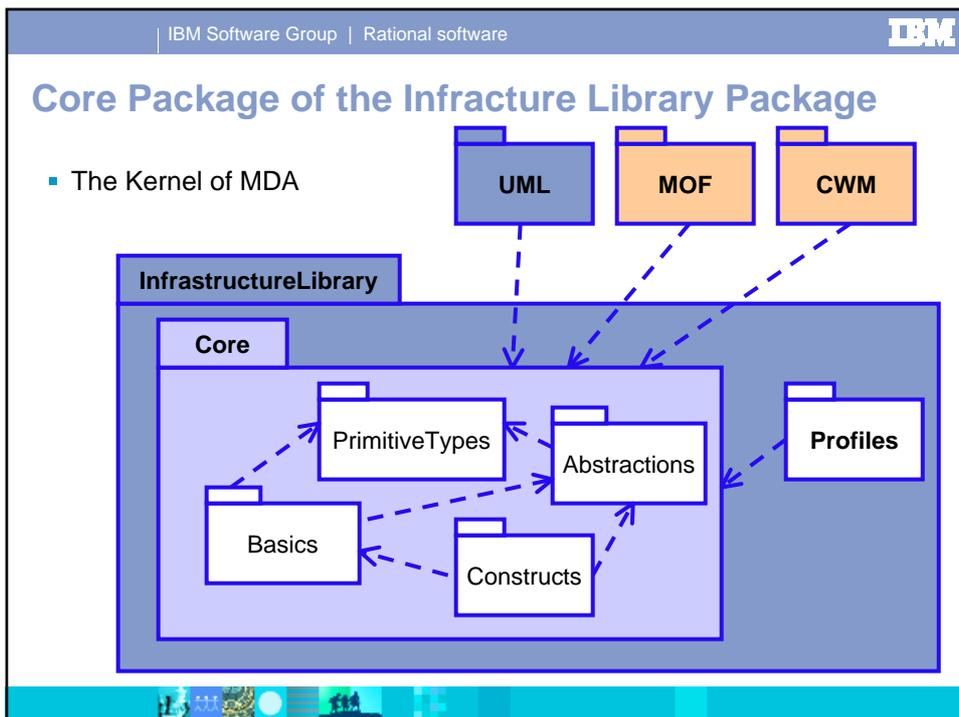 IBM Software Group | Rational software
IBM
Core Package of the Infracture Library Package
The Kernel of MDA
UML
MOF
CWM
InfrastructureLibrary
Core
PrimitiveTypes
Abstractions
Profiles
Basics
Constructs